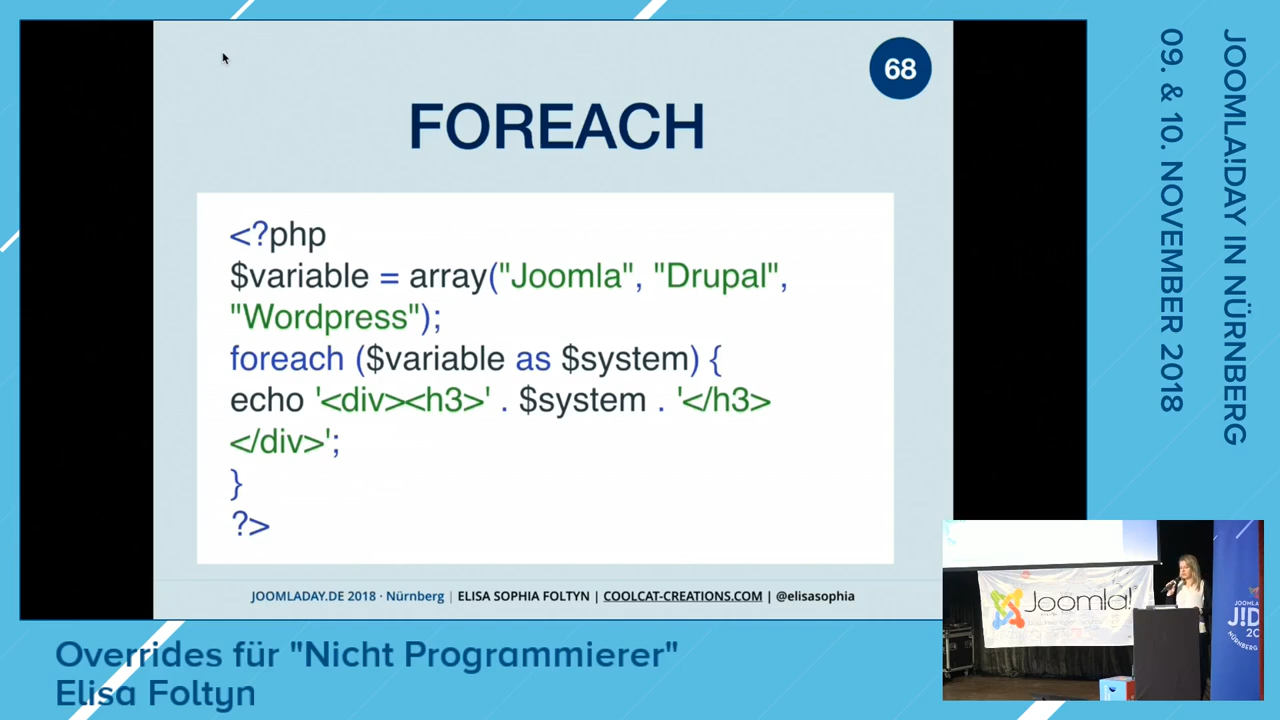 68
FOREACH
<?php
$variable = array("Joomla", "Drupal",
"Wordpress");
foreach ($variable as $system) {
echo '<div><h3>' . $system . '</h3>
</div>';
}
?>
JOOMLADAY.DE 2018 · Nürnberg | ELISA SOPHIA FOLTYN | COOLCAT-CREATIONS.COM | @elisasophia
JOOMLA!DAY IN NÜRNBERG
09. & 10. NOVEMBER 2018
Overrides für "Nicht Programmierer"
Elisa Foltyn
Joomla!